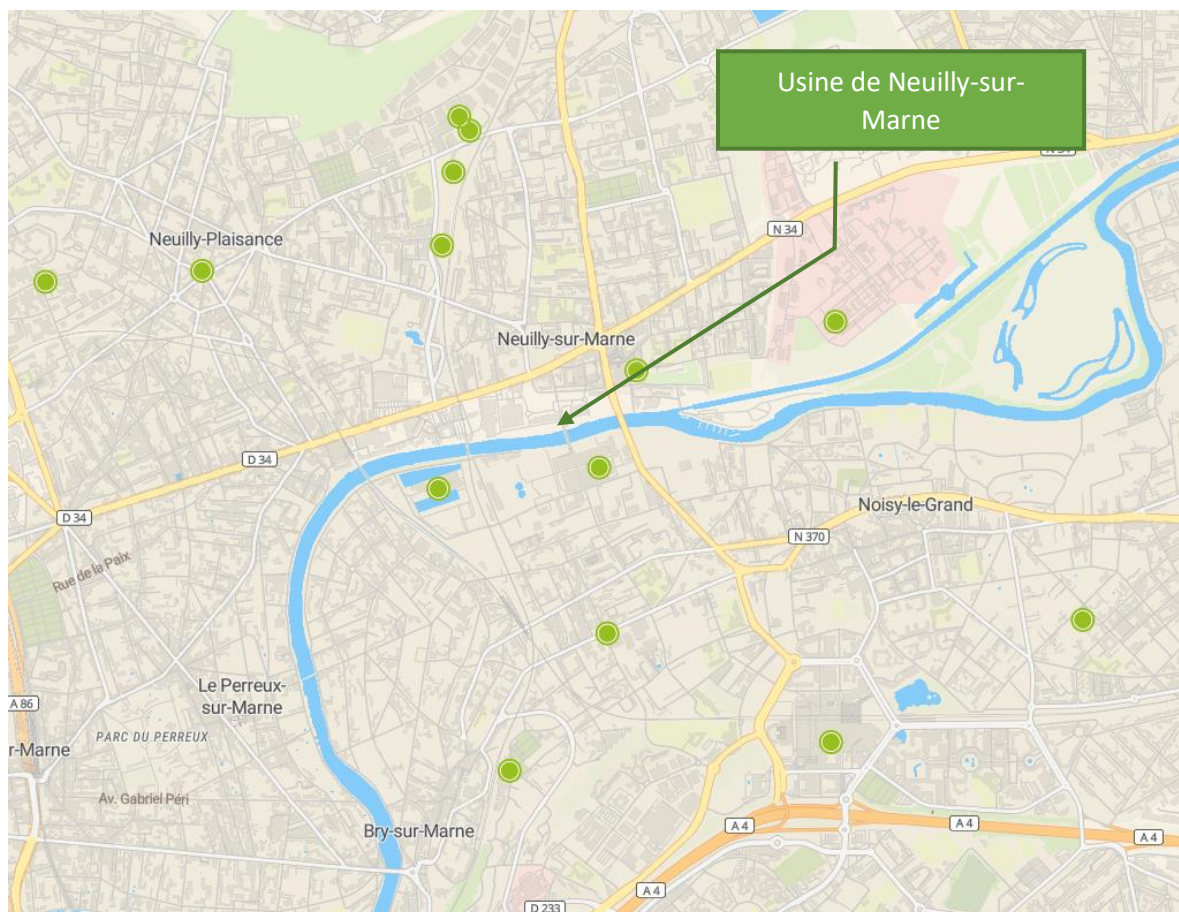 Usine de Neuilly-sur-
Marne
N 34
N 34
Neuilly-Plaisance
Neuilly-sur-Marne
D 34
Noisy-le-Grand
D 34
N 370
Rue de la Paix
Le Perreux-
sur-Marne
A 86
PARC DU PERREUX
r-Marne
Av. Gabriel Péri
Bry-sur-Marne
A 4
A 4
A 4
A 4
D 233